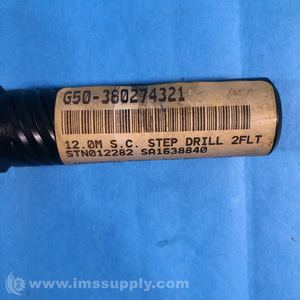 G50-380274321
12.0M S.C. STEP DRILL 2FLT
STN012282 SA1638840
www.imssupply.com